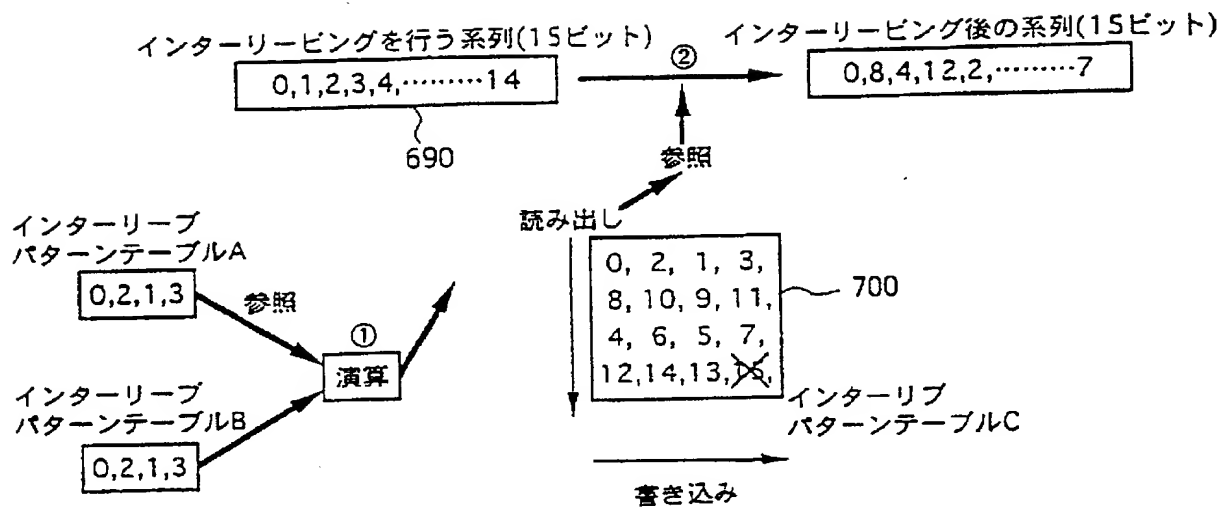 インターリービングを行う系列(15ビット)
0,1,2,3,4,………14
690
②
インターリービング後の系列(15ビット)
0,8,4,12,2,………7
参照
読み出し
インターリーブ
パターンテーブルA
0,2,1,3
参照
①
演算
インターリーブ
パターンテーブルB
0,2,1,3
0, 2, 1, 3,
8, 10, 9, 11,
4, 6, 5, 7,
12,14,13,15,
700
インターリブ
パターンテーブルC
書き込み